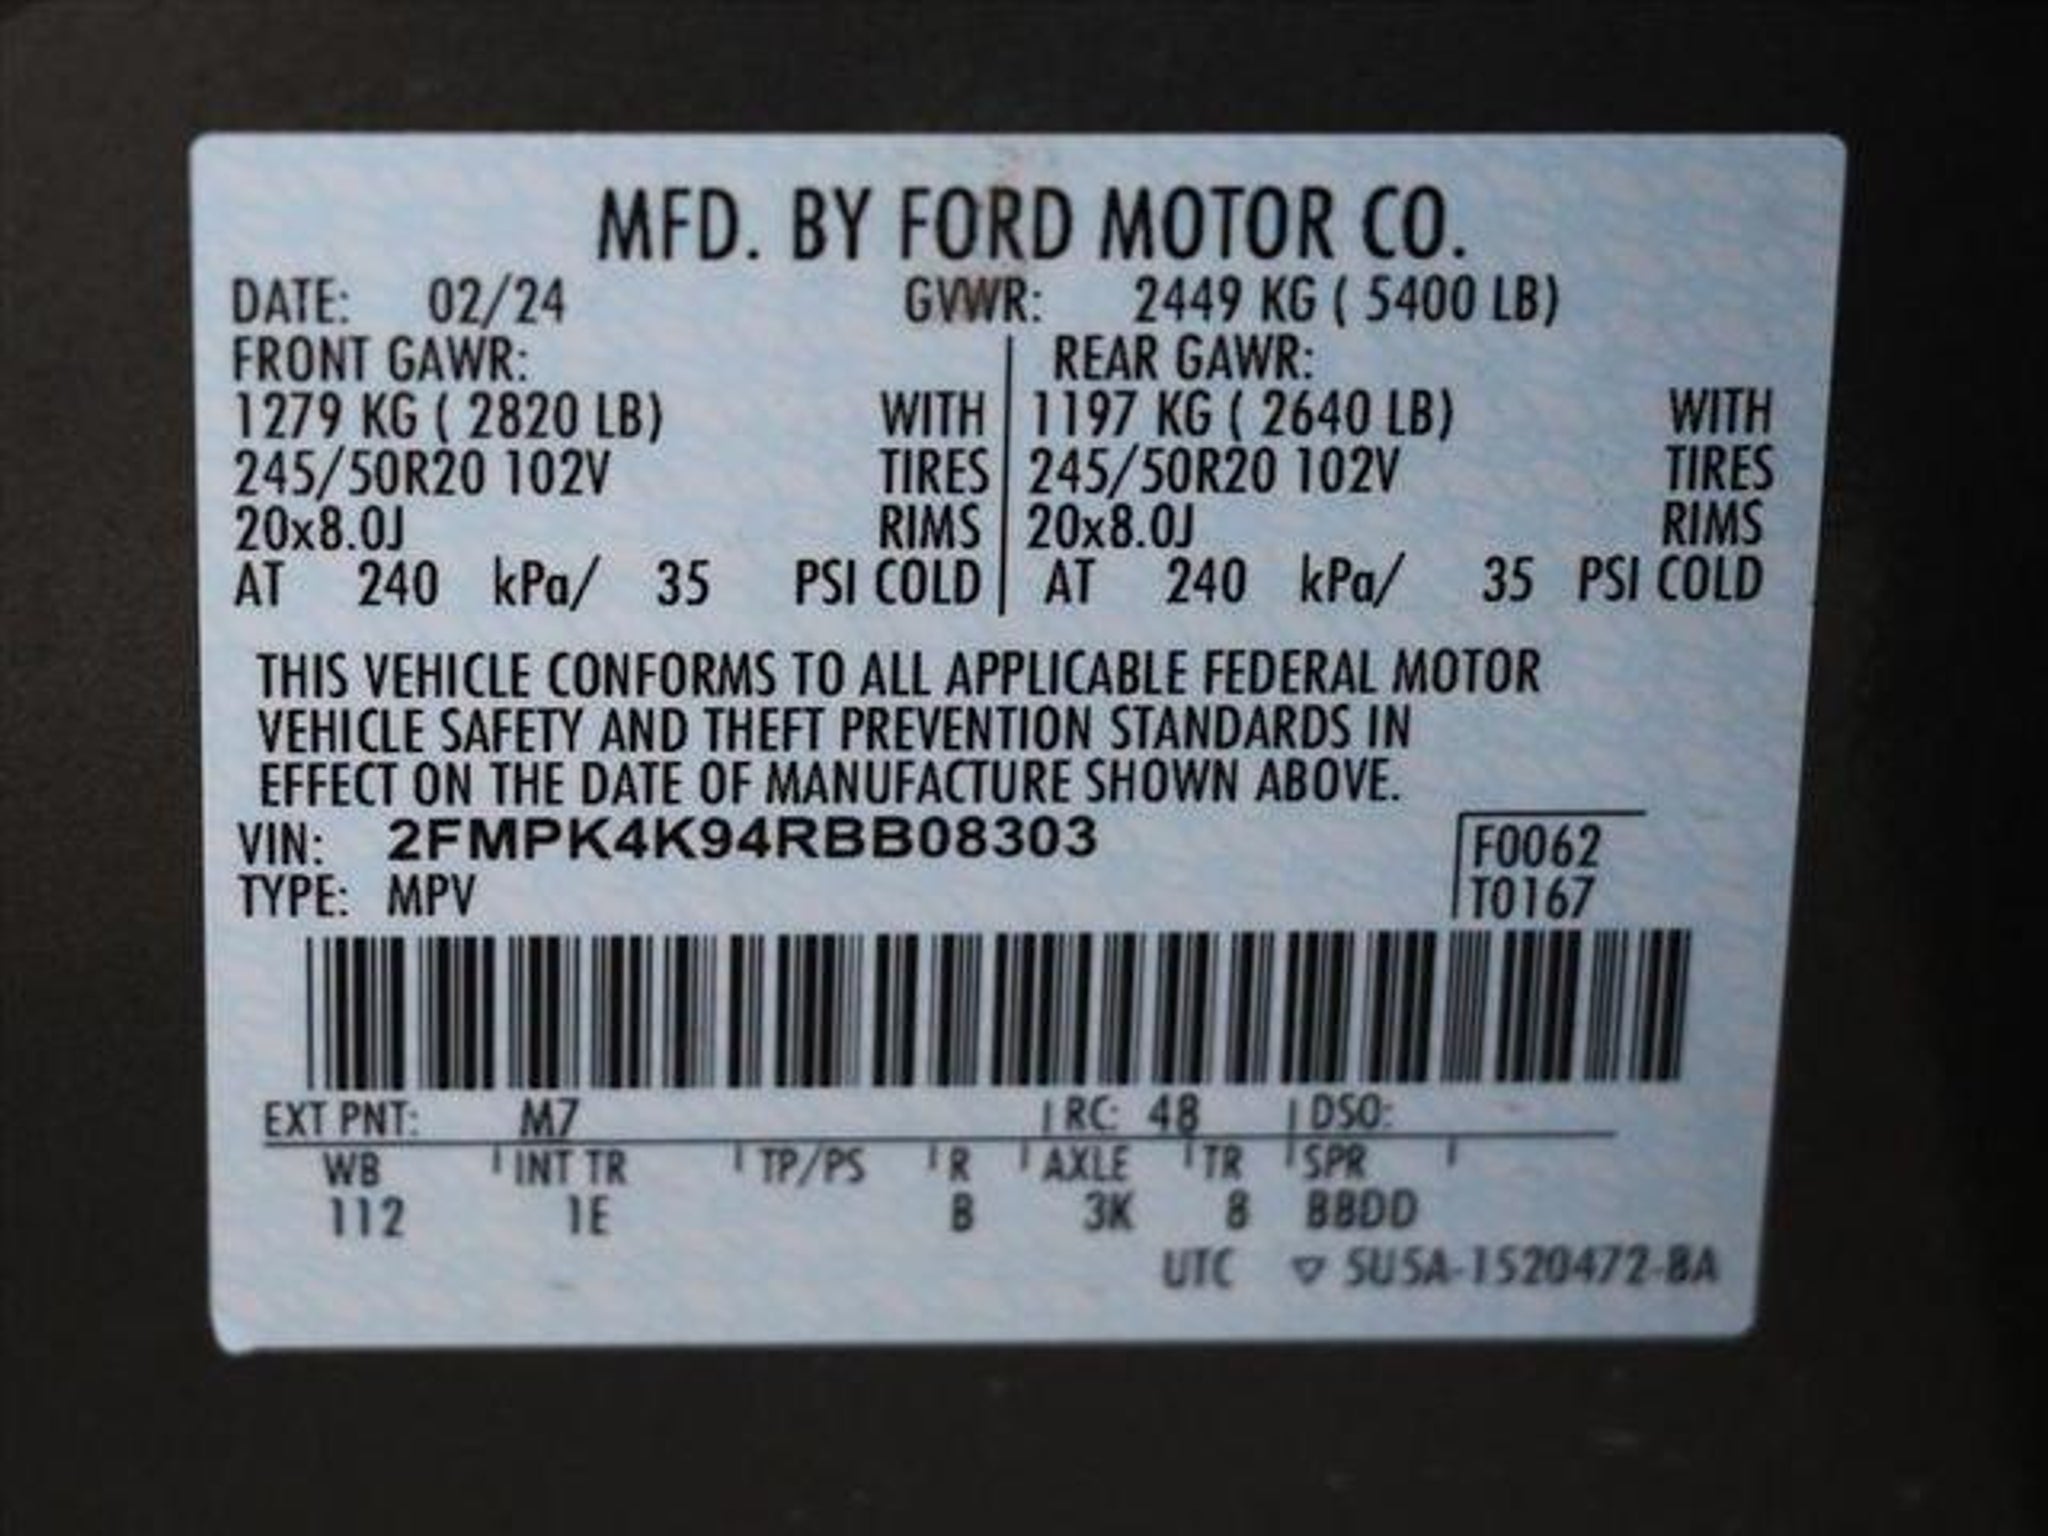 MFD. BY FORD MOTOR CO.
DATE: 02/24 GVWR: 2449 KG ( 5400 LB)
FRONT GAWR: REAR GAWR:
1279 KG ( 2820 LB) WITH 1197 KG ( 2640 LB) WITH
245/50R20 102V TIRES 245/50R20 102V TIRES
20x8.0J RIMS 20x8.0J RIMS
AT 240 kPa/ 35 PSI COLD AT 240 kPa/ 35 PSI COLD
THIS VEHICLE CONFORMS TO ALL APPLICABLE FEDERAL MOTOR
VEHICLE SAFETY AND THEFT PREVENTION STANDARDS IN
EFFECT ON THE DATE OF MANUFACTURE SHOWN ABOVE.
VIN: 2FMPK4K94RBB08303 F0062
TYPE: MPV T0167
EXT PNT: M7 RC: 48 DSO:
WB INT TR TP/PS R AXLE TR SPR
112 1E B 3K 8 BBDD
UTC ▽ 5U5A-1520472-BA